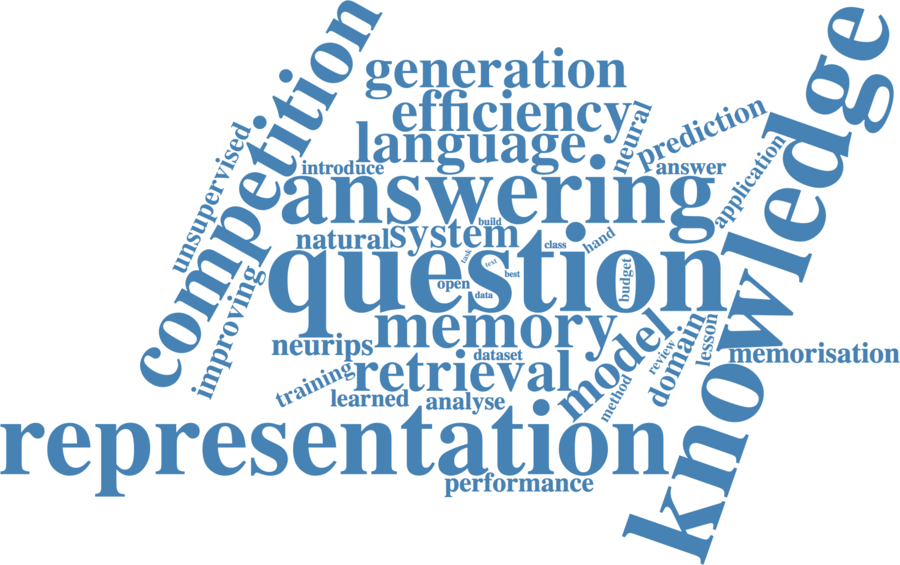 competition
generation
knowledge
efficiency
neural
prediction
unsupervised
language
introduce
answer
application
answering
build
natural
system
class
hand
question
task
text
best
budget
open
data
improving
memory
model
domain
lesson
review
neurips
dataset
memorisation
training
retrieval
method
learned
analyse
representation
performance